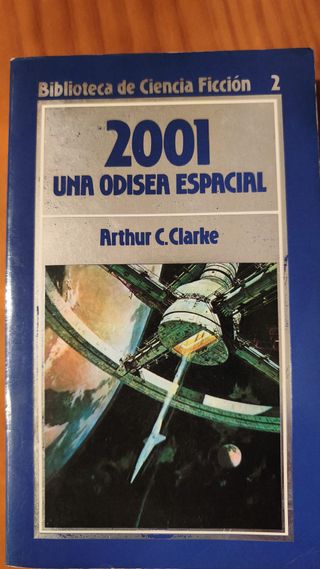 Biblioteca de Ciencia Ficción 2
2001
UNA ODISEA ESPACIAL
Arthur C. Clarke